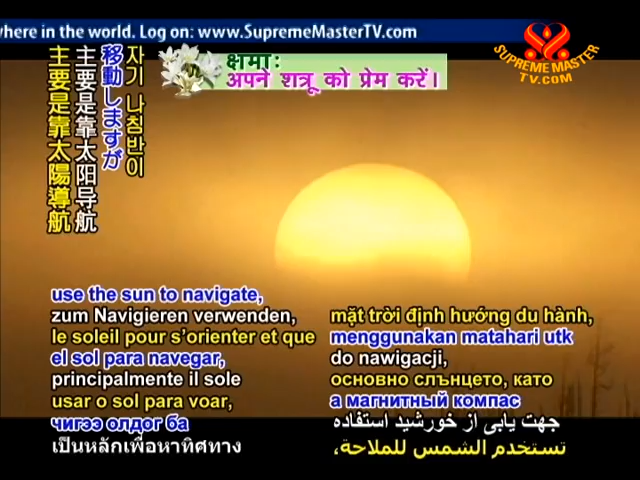 where in the world. Log on: www.SupremeMasterTV.com
SUPREME MASTER
TV.COM
क्षमा:
अपने शत्रू को प्रेम करें।
자기 나침반이
移動しますが
主要是靠太阳导航
主要是靠太陽導航
use the sun to navigate,
zum Navigieren verwenden,
le soleil pour s'orienter et que
el sol para navegar,
principalmente il sole
usar o sol para voar,
чигээ олдог ба
เป็นหลักเพื่อหาทิศทาง
mặt trời định hướng du hành,
menggunakan matahari utk
do nawigacji,
основно слънцето, като
а магнитный компас
جهت یابی از خورشید استفاده
تستخدم الشمس للملاحة،